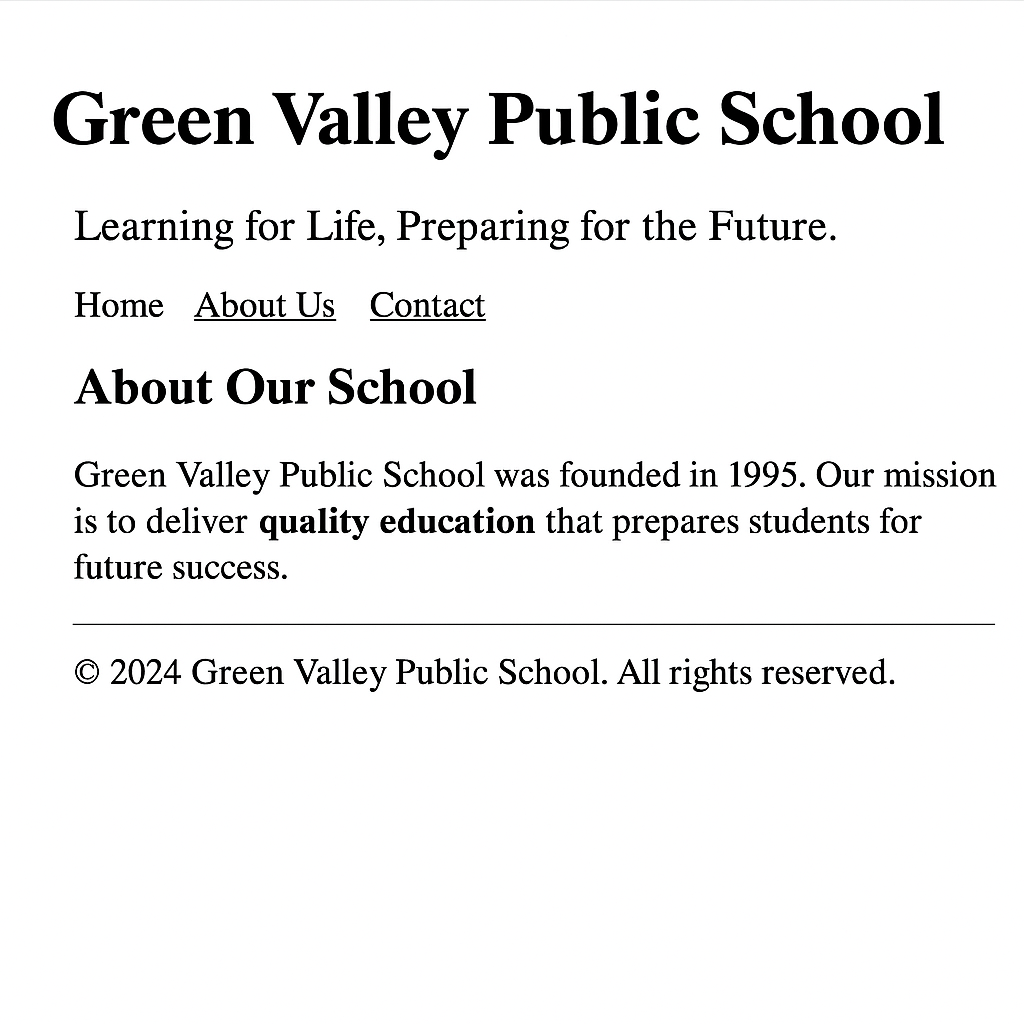 Green Valley Public School
Learning for Life, Preparing for the Future.
Home About Us Contact
About Our School
Green Valley Public School was founded in 1995. Our mission
is to deliver quality education that prepares students for
future success.
© 2024 Green Valley Public School. All rights reserved.